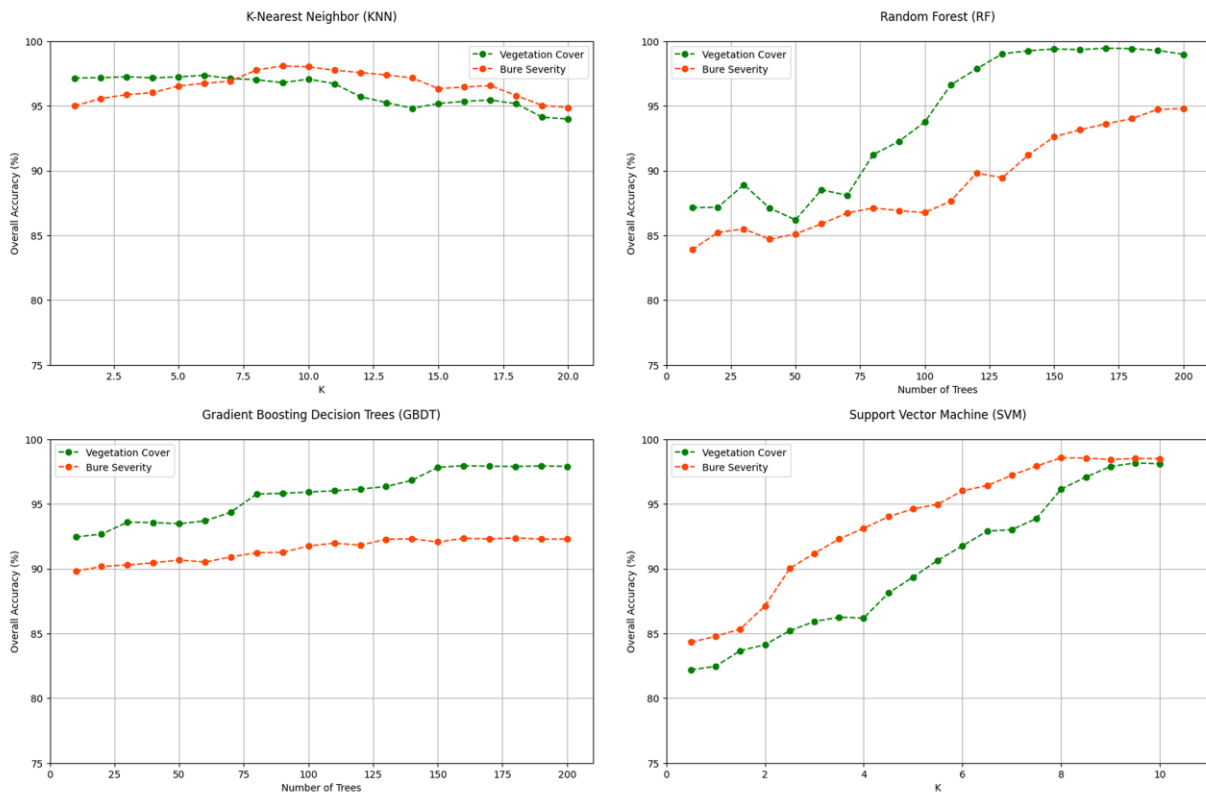 K-Nearest Neighbor (KNN)
Overall Accuracy (%)
100
95
90
85
80
75
Vegetation Cover
Bure Severity
2.5 5.0 7.5 10.0 12.5 15.0 17.5 20.0
K
Random Forest (RF)
Overall Accuracy (%)
100
95
90
85
80
75
Vegetation Cover
Bure Severity
0 25 50 75 100 125 150 175 200
Number of Trees
Gradient Boosting Decision Trees (GBDT)
Overall Accuracy (%)
100
95
90
85
80
75
Vegetation Cover
Bure Severity
0 25 50 75 100 125 150 175 200
Number of Trees
Support Vector Machine (SVM)
Overall Accuracy (%)
100
95
90
85
80
75
Vegetation Cover
Bure Severity
0 2 4 6 8 10
K